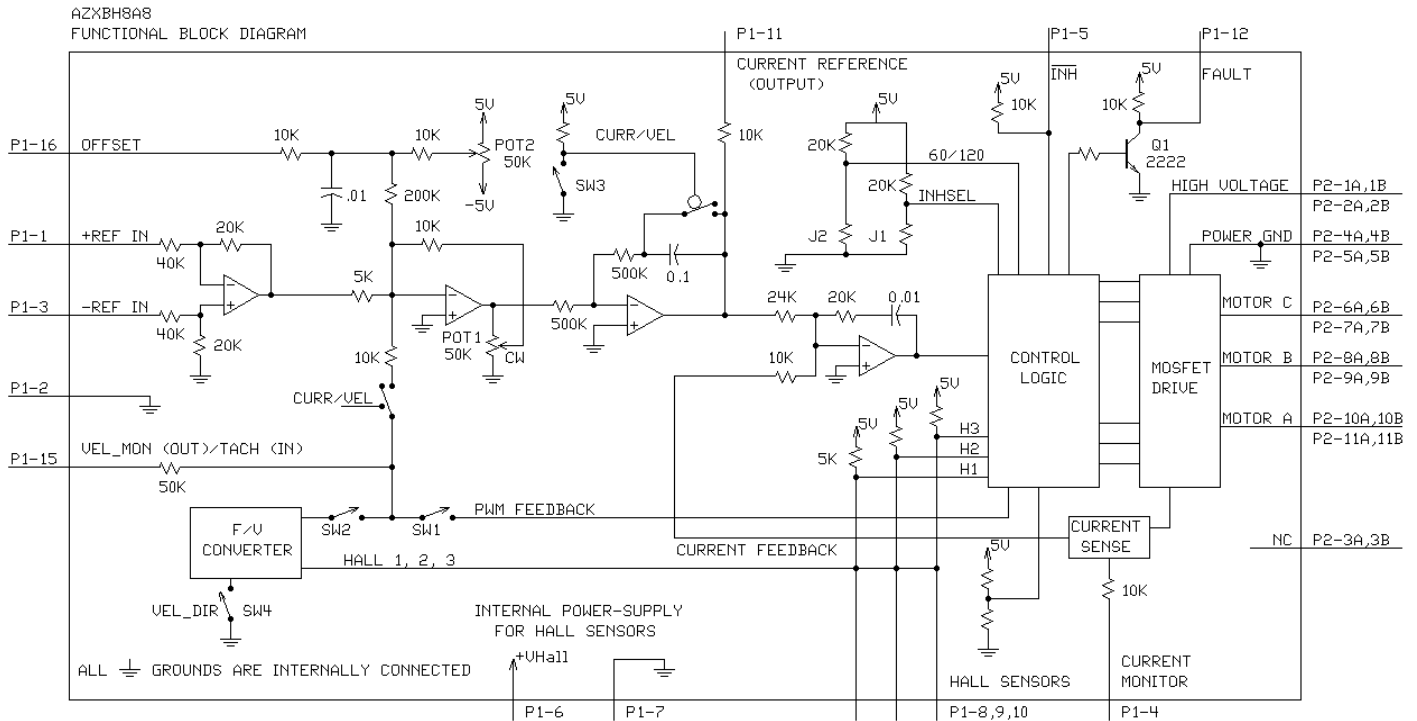 AZXBH8A8
FUNCTIONAL BLOCK DIAGRAM
P1-11
P1-5
P1-12
CURRENT REFERENCE
(OUTPUT)
5V
INH
10K
5V
FAULT
10K
Q1
2222
P1-16
OFFSET
10K
10K
5V
POT2
50K
-5V
.01
200K
5V
CURR/VEL
SW3
10K
5V
20K
60/120
20K
INHSEL
J2
J1
HIGH VOLTAGE
P2-1A,1B
P2-2A,2B
P1-1
+REF IN
20K
40K
10K
POWER GND
P2-4A,4B
P2-5A,5B
5K
500K
0.1
P1-3
-REF IN
40K
20K
500K
POT1
50K
CW
24K
20K
0.01
10K
CONTROL
LOGIC
MOSFET
DRIVE
MOTOR C
P2-6A,6B
P2-7A,7B
MOTOR B
P2-8A,8B
P2-9A,9B
MOTOR A
P2-10A,10B
P2-11A,11B
10K
P1-2
CURR/VEL
5V
5V
5V
H3
H2
H1
5K
P1-15
VEL_MON (OUT)/TACH (IN)
50K
F/V
CONVERTER
SW2
SW1
PWM FEEDBACK
CURRENT FEEDBACK
CURRENT
SENSE
NC
P2-3A,3B
HALL 1, 2, 3
5V
10K
VEL_DIR
SW4
INTERNAL POWER-SUPPLY
FOR HALL SENSORS
+VHall
ALL GROUNDS ARE INTERNALLY CONNECTED
HALL SENSORS
CURRENT
MONITOR
P1-6
P1-7
P1-8,9,10
P1-4